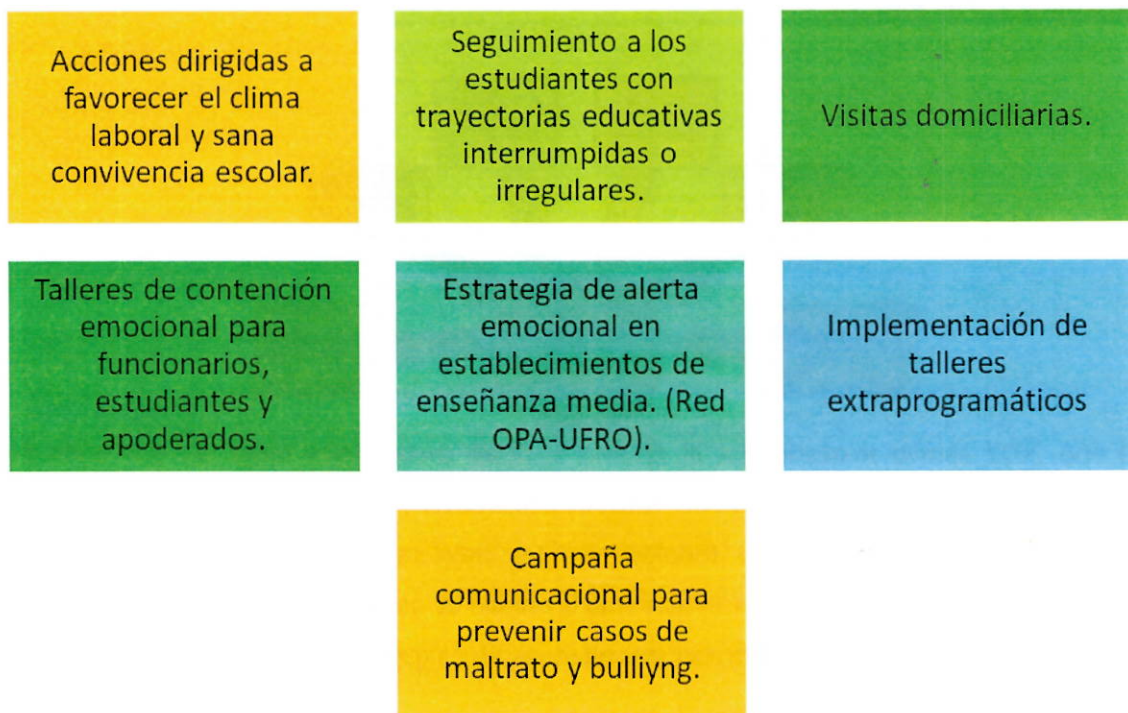 Acciones dirigidas a
favorecer el clima
laboral y sana
convivencia escolar.
Seguimiento a los
estudiantes con
trayectorias educativas
interrumpidas o
irregulares.
Visitas domiciliarias.
Talleres de contención
emocional para
funcionarios,
estudiantes y
apoderados.
Estrategia de alerta
emocional en
establecimientos de
enseñanza media. (Red
OPA-UFRO).
Implementación de
talleres
extraprogramáticos
Campaña
comunicacional para
prevenir casos de
maltrato y bulliyng.